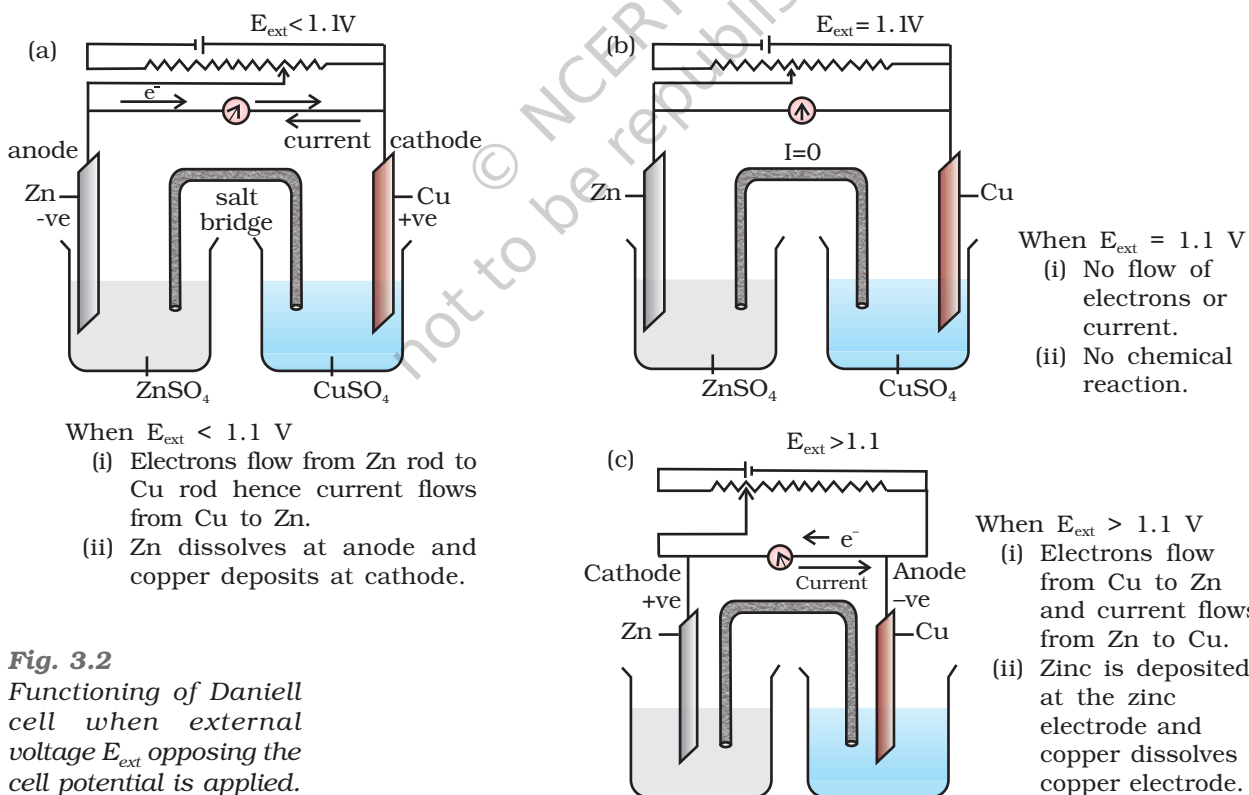 (a)
E_ext < 1.1V
e⁻
current
anode
cathode
Zn
-ve
salt
bridge
Cu
+ve
ZnSO₄
CuSO₄
When E_ext < 1.1 V
(i) Electrons flow from Zn rod to
Cu rod hence current flows
from Cu to Zn.
(ii) Zn dissolves at anode and
copper deposits at cathode.
(b)
E_ext = 1.1V
I=0
Zn
Cu
ZnSO₄
CuSO₄
When E_ext = 1.1 V
(i) No flow of
electrons or
current.
(ii) No chemical
reaction.
(c)
E_ext >1.1
e⁻
Current
Cathode
+ve
Anode
–ve
Zn
Cu
When E_ext > 1.1 V
(i) Electrons flow
from Cu to Zn
and current flows
from Zn to Cu.
(ii) Zinc is deposited
at the zinc
electrode and
copper dissolves
copper electrode.
Fig. 3.2
Functioning of Daniell
cell when external
voltage E_ext opposing the
cell potential is applied.
© NCERT
not to be republis